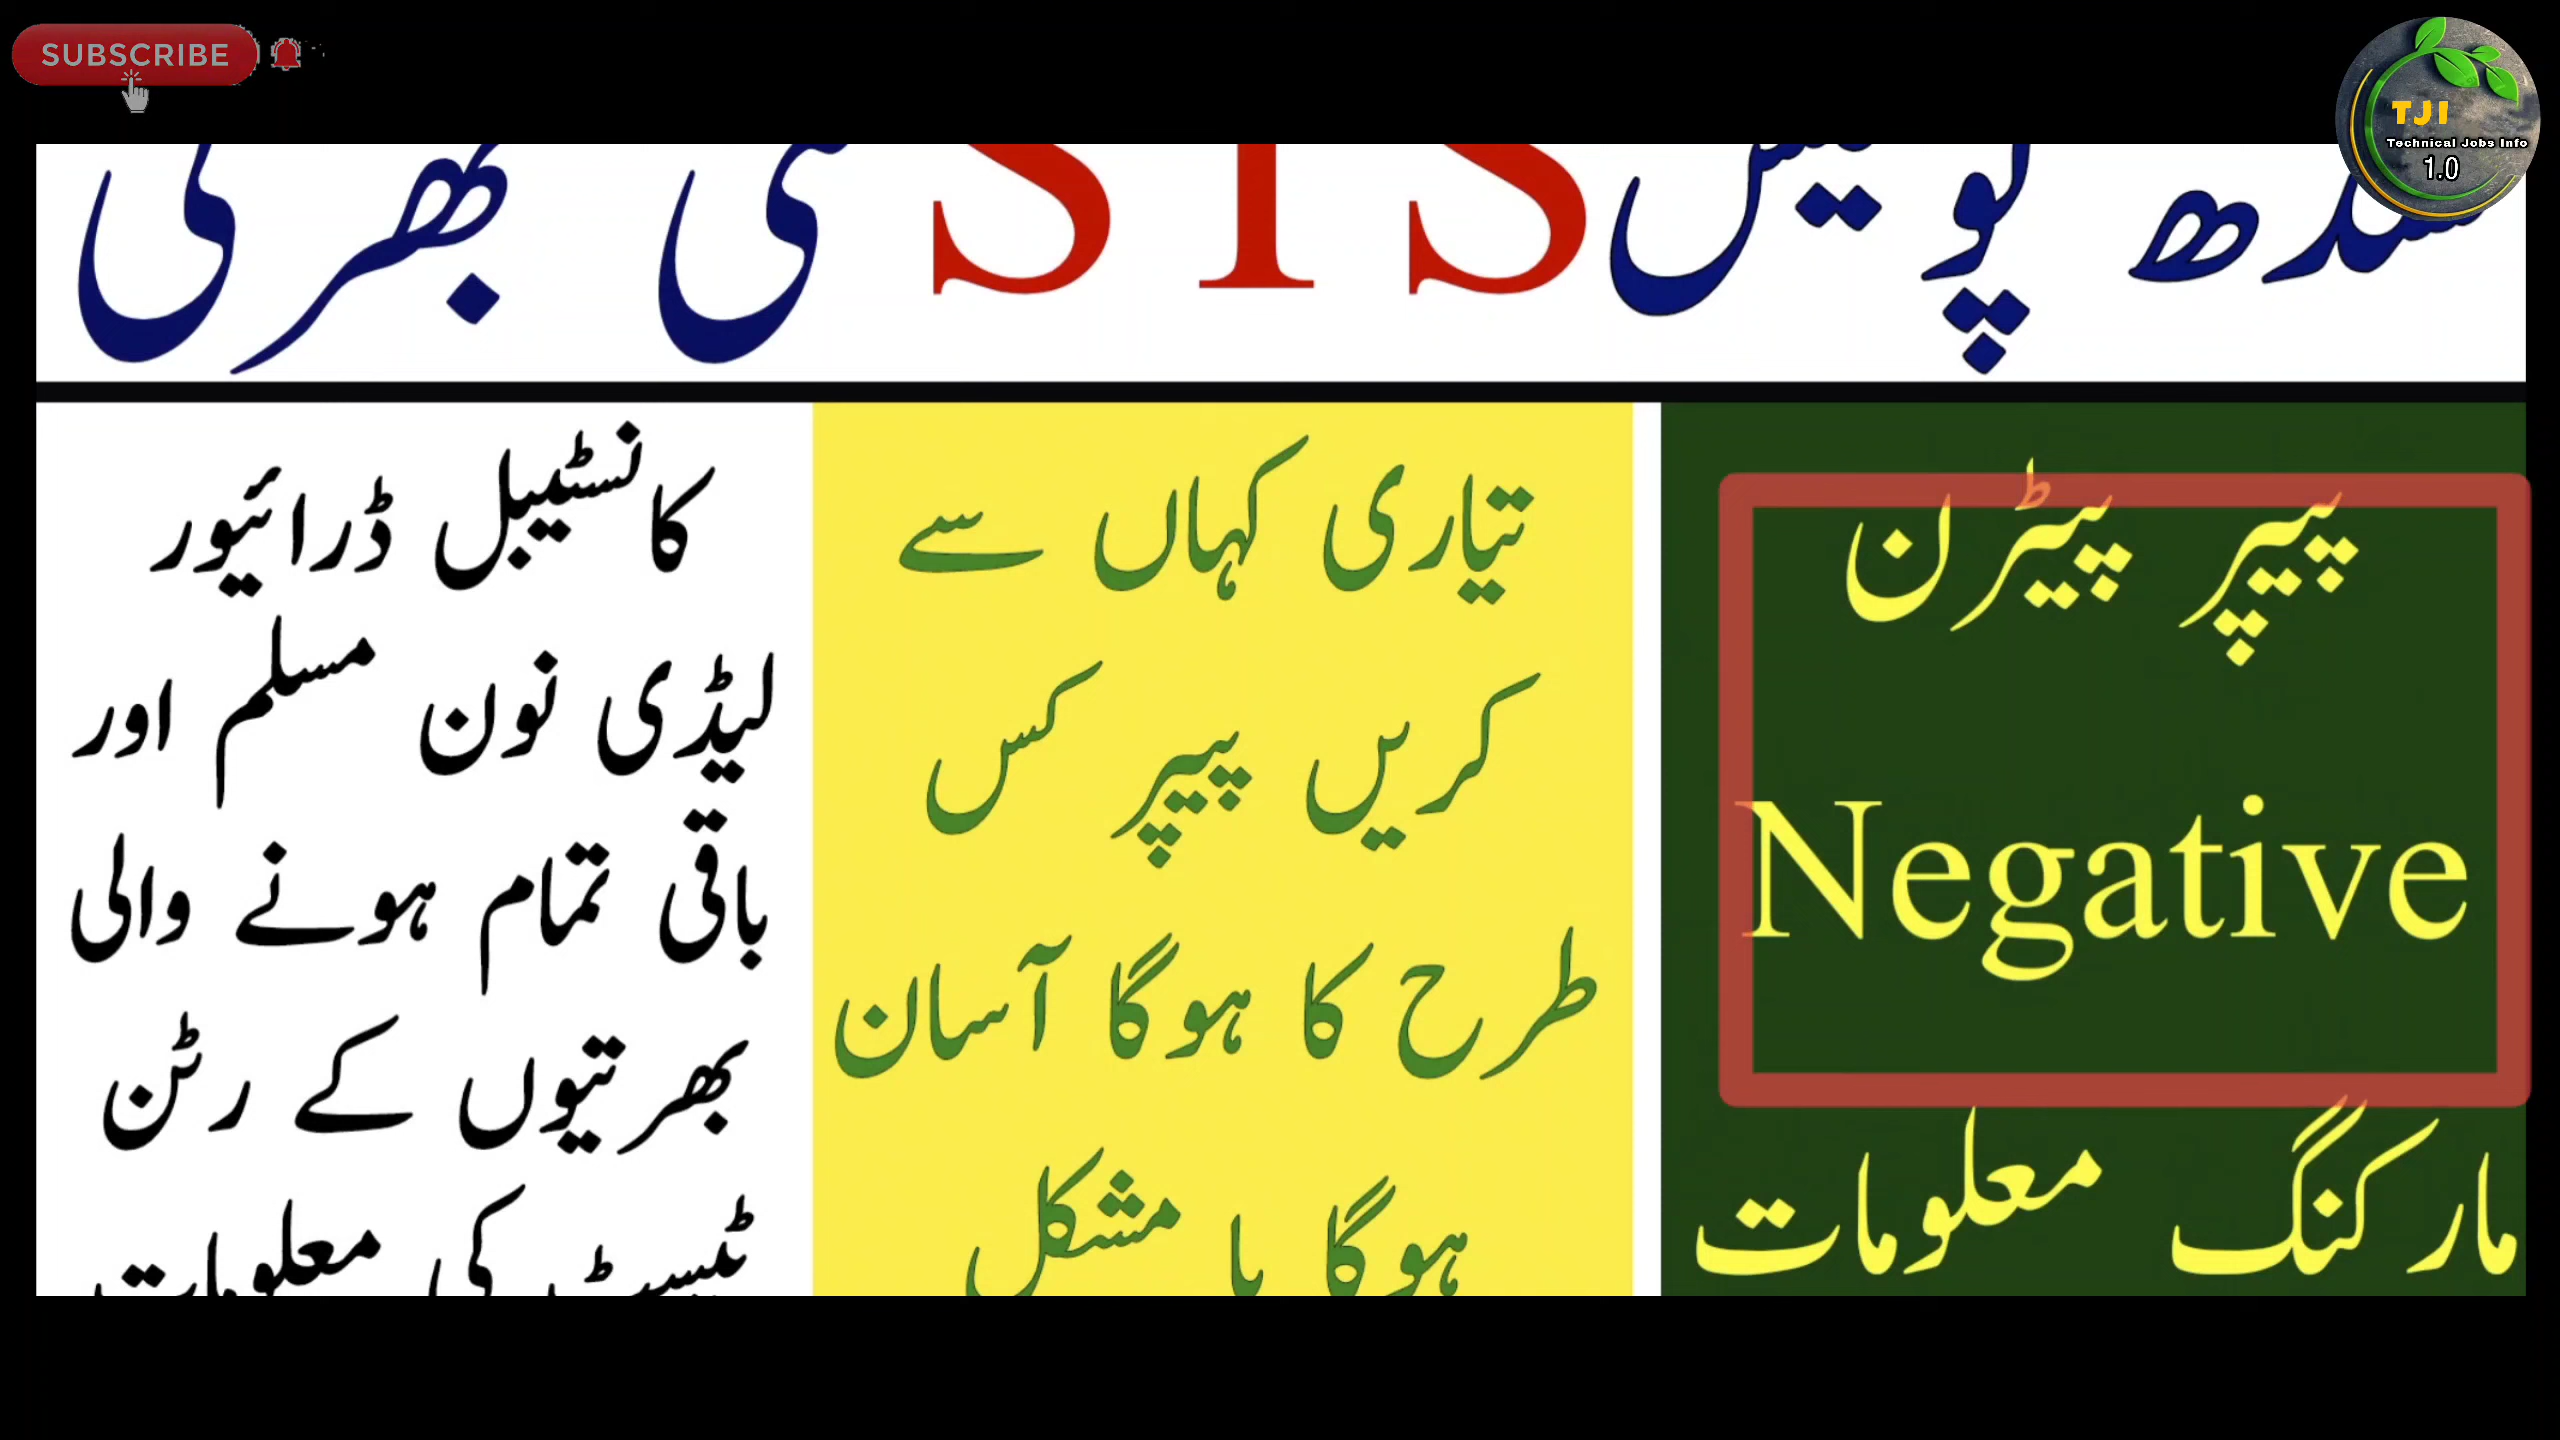 SUBSCRIBE
TJI
Technical Jobs Info
1.0
سندھ پولیس STS کی بھرتی
پیپر پیٹرن
Negative
مارکنگ معلومات
تیاری کہاں سے
کریں پیپر کس
طرح کا ہوگا آسان
ہوگا یا مشکل
کانسٹیبل ڈرائیور
لیڈی نون مسلم اور
باقی تمام ہونے والی
بھرتیوں کے رٹن
ٹیسٹ کی معلومات